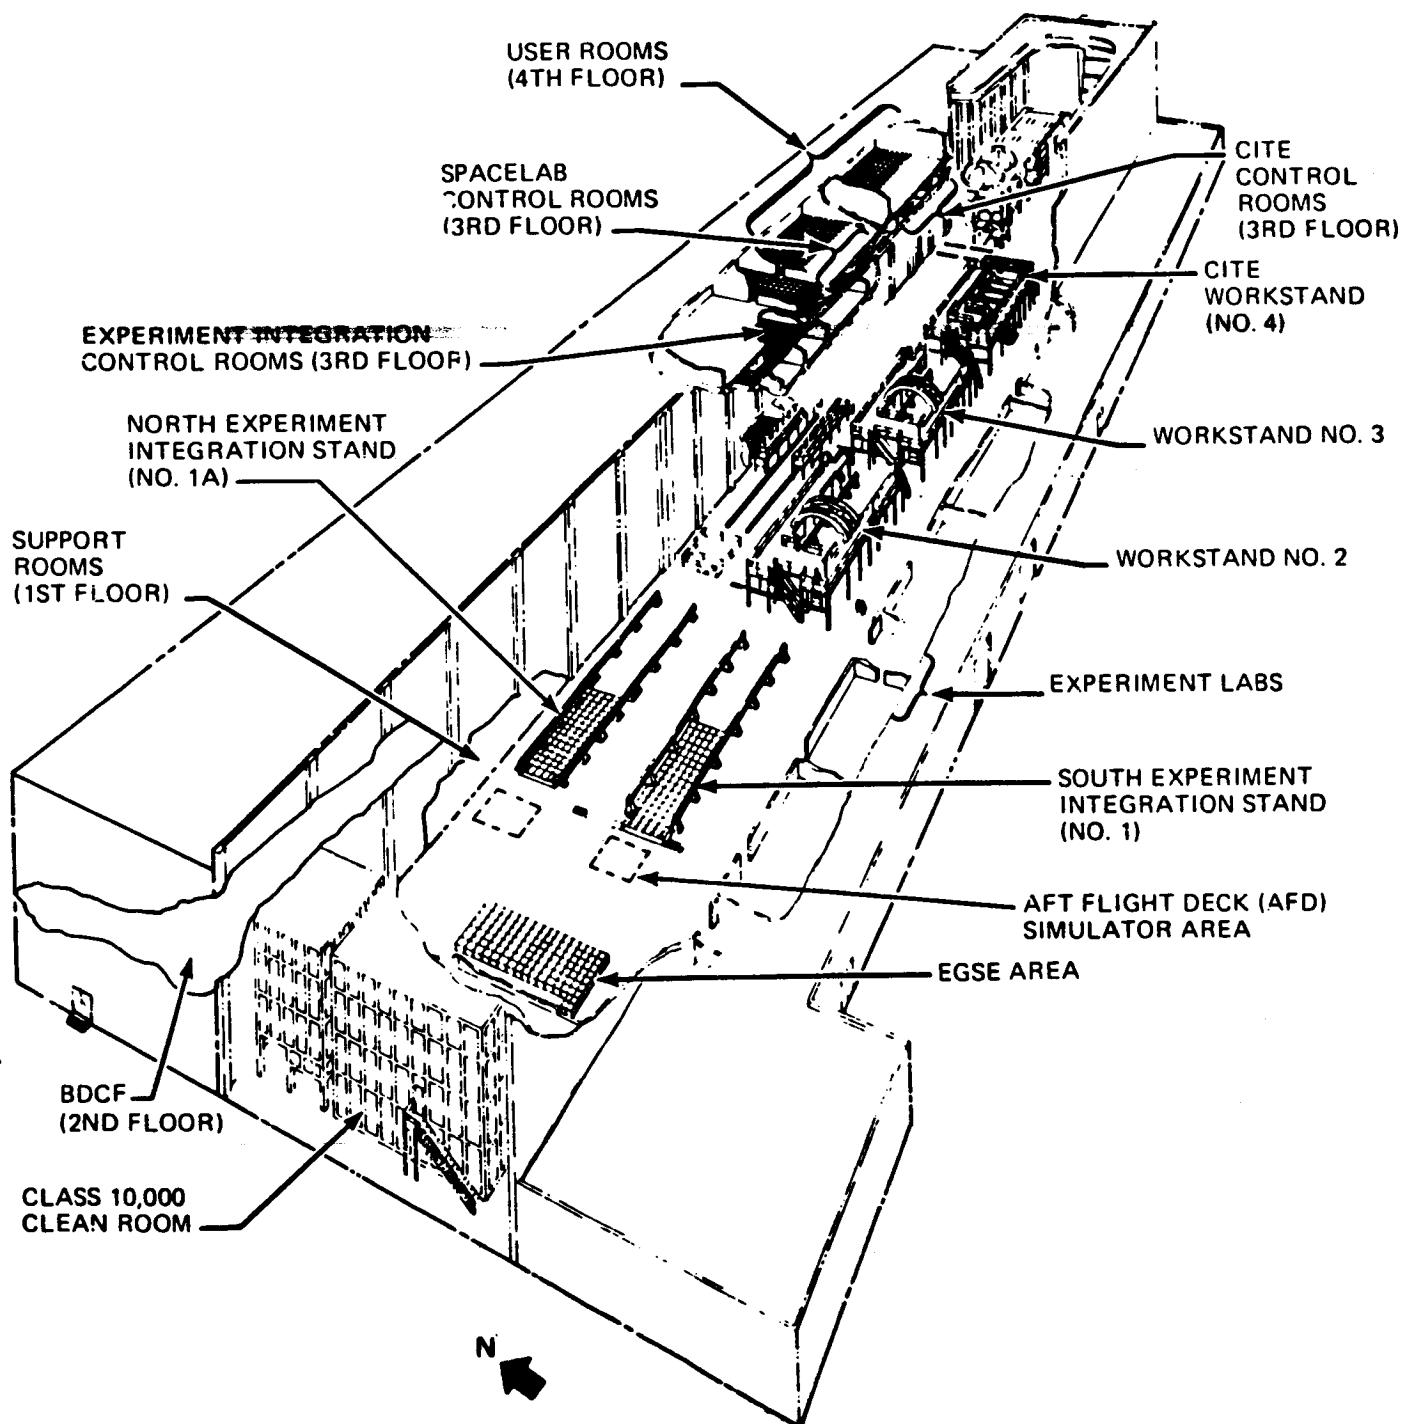 USER ROOMS
(4TH FLOOR)
SPACELAB
CONTROL ROOMS
(3RD FLOOR)
CITE
CONTROL
ROOMS
(3RD FLOOR)
CITE
WORKSTAND
(NO. 4)
EXPERIMENT INTEGRATION
CONTROL ROOMS (3RD FLOOR)
NORTH EXPERIMENT
INTEGRATION STAND
(NO. 1A)
WORKSTAND NO. 3
SUPPORT
ROOMS
(1ST FLOOR)
WORKSTAND NO. 2
EXPERIMENT LABS
SOUTH EXPERIMENT
INTEGRATION STAND
(NO. 1)
AFT FLIGHT DECK (AFD)
SIMULATOR AREA
EGSE AREA
BDCF
(2ND FLOOR)
CLASS 10,000
CLEAN ROOM
N